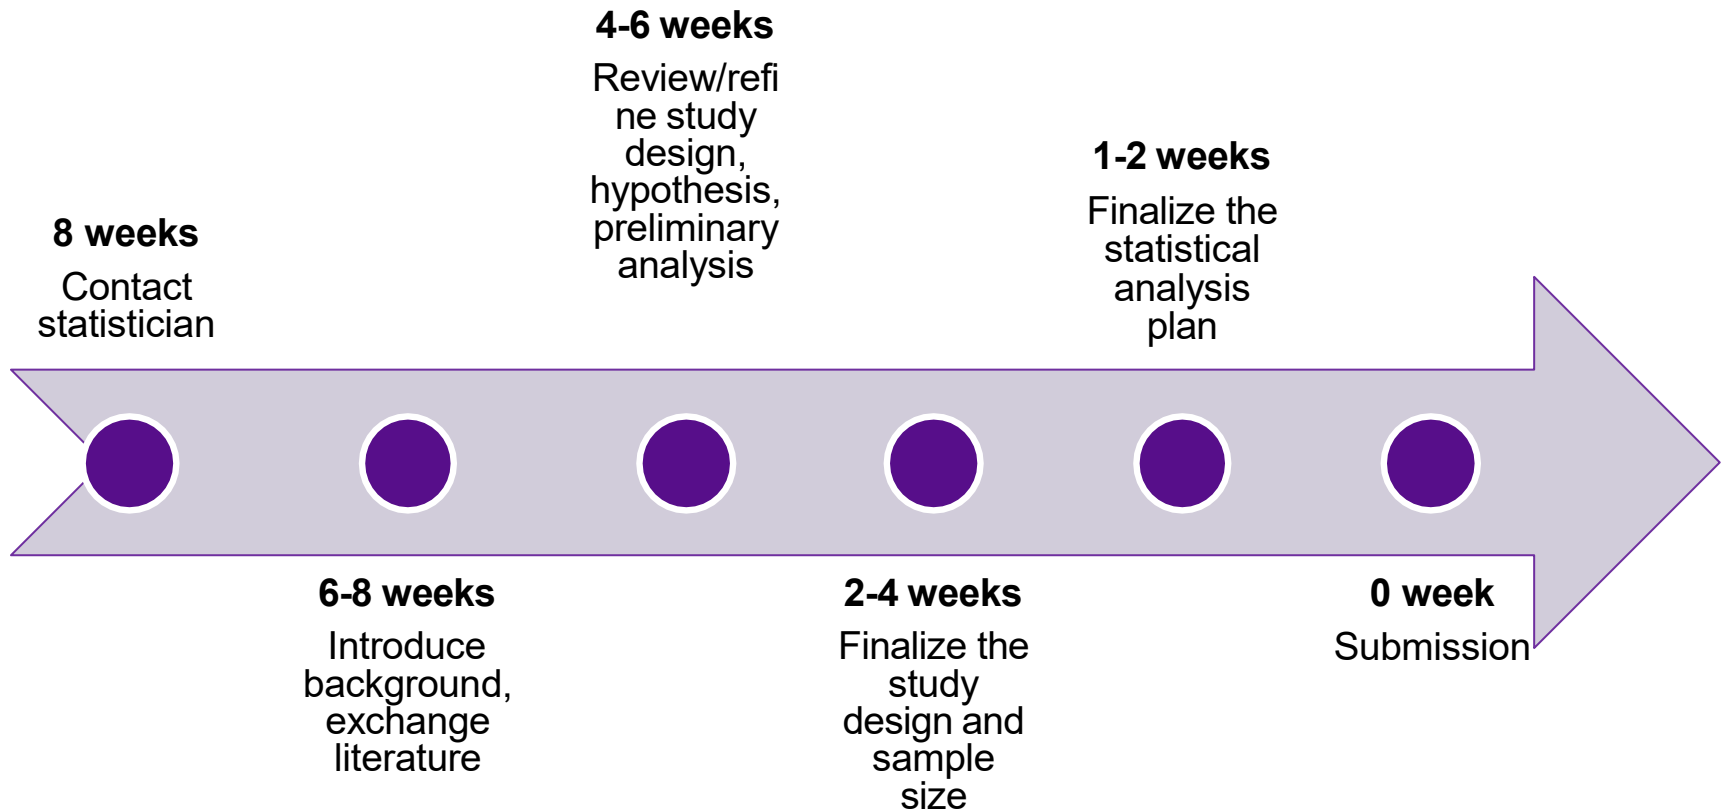 8 weeks
Contact
statistician
6-8 weeks
Introduce
background,
exchange
literature
4-6 weeks
Review/refi
ne study
design,
hypothesis,
preliminary
analysis
2-4 weeks
Finalize the
study
design and
sample
size
1-2 weeks
Finalize the
statistical
analysis
plan
0 week
Submission